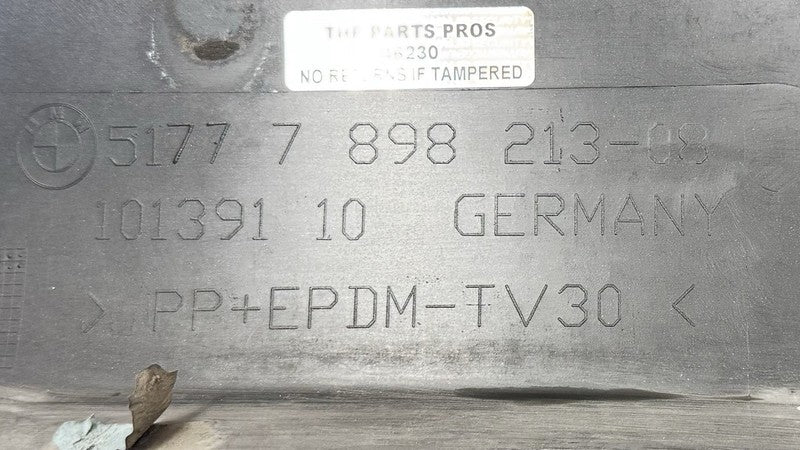 THE PARTS PROS
46230
NO RETURNS IF TAMPERED
BMW
5177 7 898 213-08
101391 10 GERMANY
> PP+EPDM-TV30 <